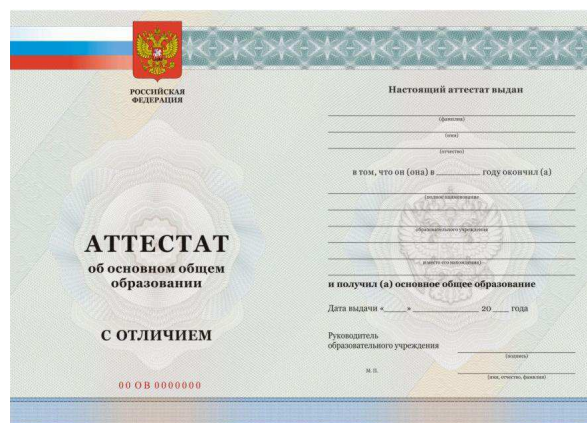 РОССИЙСКАЯ
ФЕДЕРАЦИЯ
АТТЕСТАТ
об основном общем
образовании
С ОТЛИЧИЕМ
00 ОВ 0000000
Настоящий аттестат выдан
(фамилия)
(имя)
(отчество)
в том, что он (она) в ________ году окончил (а)
(полное наименование
образовательного учреждения
и место его нахождения)
и получил (а) основное общее образование
Дата выдачи «_____» ______________ 20 ___ года
Руководитель
образовательного учреждения
(подпись)
М. П.
(имя, отчество, фамилия)